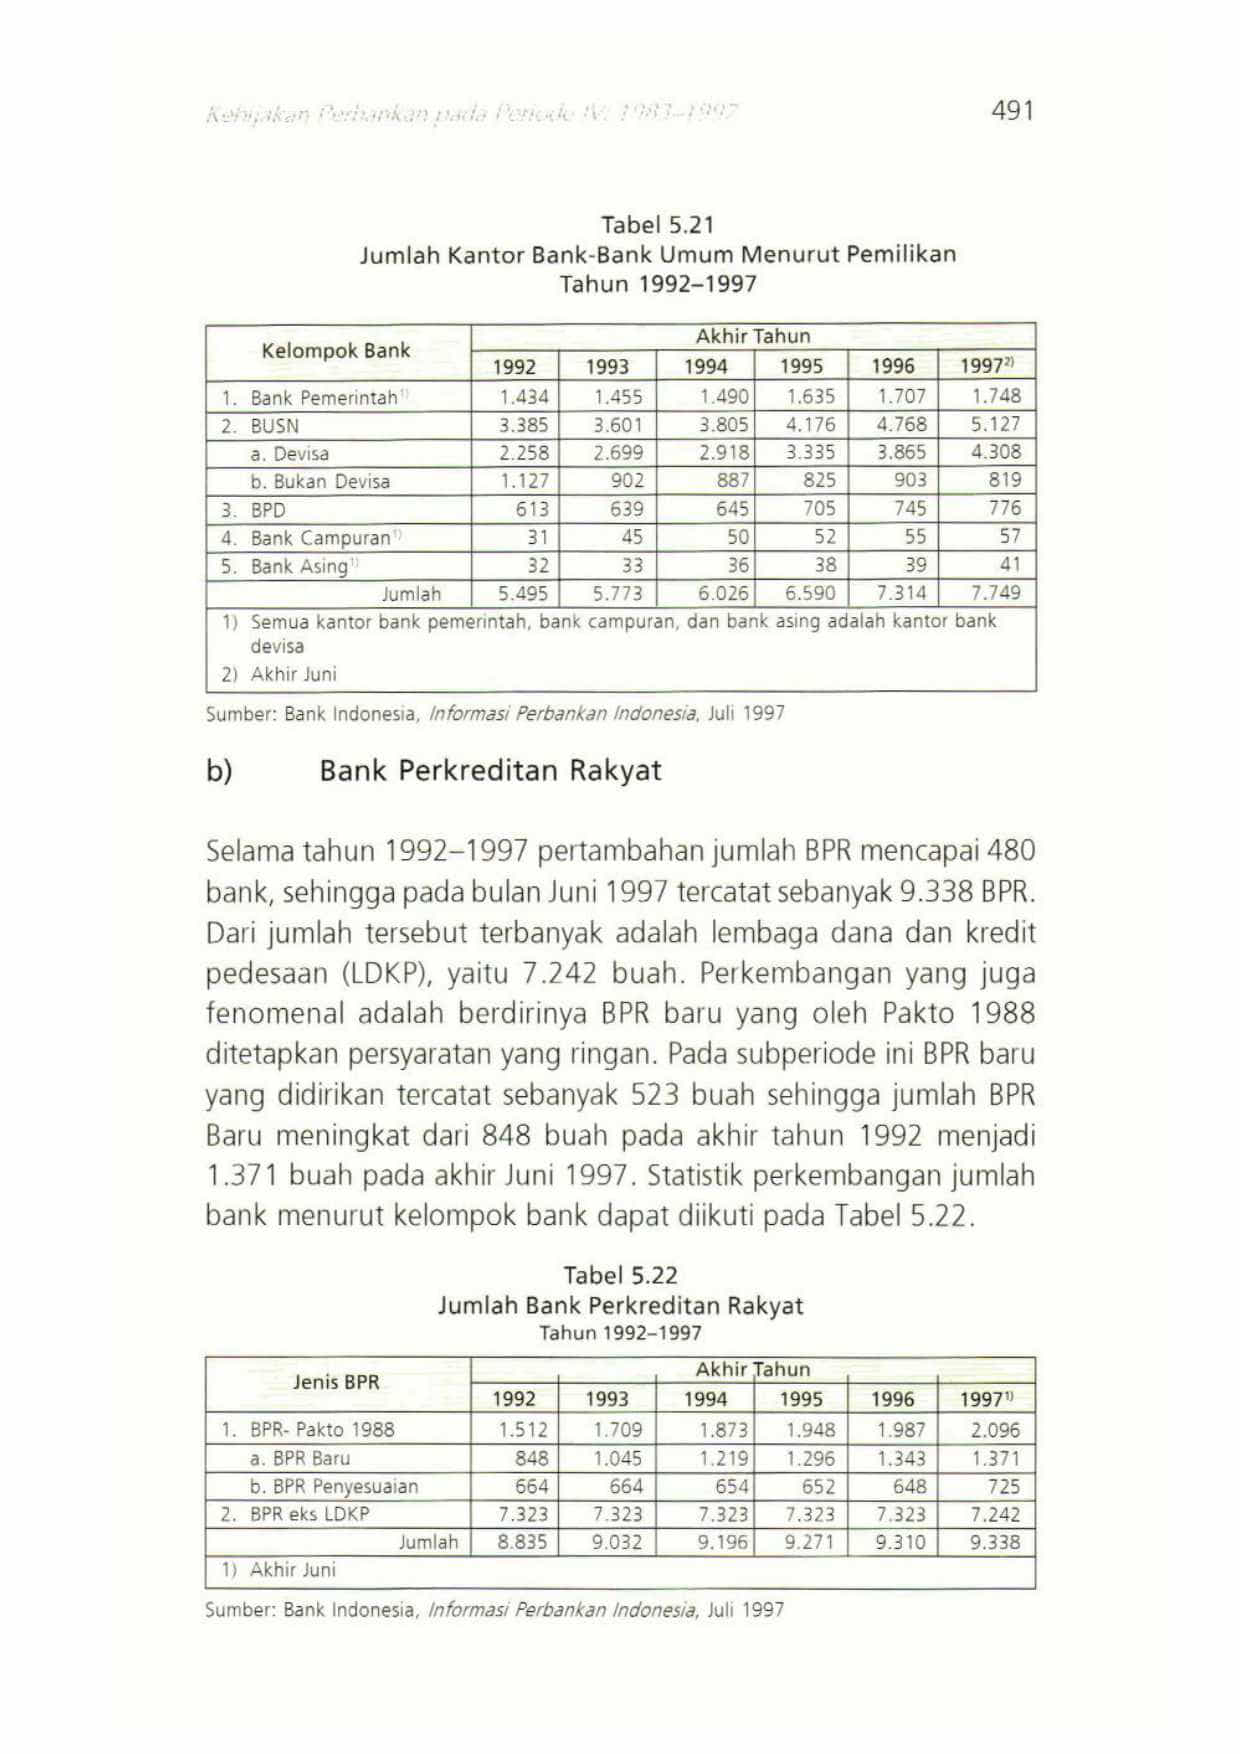 Kebijakan Perbankan pada Periode IV: 1983–1997 491
Tabel 5.21
Jumlah Kantor Bank-Bank Umum Menurut Pemilikan
Tahun 1992–1997
Kelompok Bank Akhir Tahun
1992 1993 1994 1995 1996 1997²⁾
1. Bank Pemerintah¹⁾ 1.434 1.455 1.490 1.635 1.707 1.748
2. BUSN 3.385 3.601 3.805 4.176 4.768 5.127
a. Devisa 2.258 2.699 2.918 3.335 3.865 4.308
b. Bukan Devisa 1.127 902 887 825 903 819
3. BPD 613 639 645 705 745 776
4. Bank Campuran¹⁾ 31 45 50 52 55 57
5. Bank Asing¹⁾ 32 33 36 38 39 41
Jumlah 5.495 5.773 6.026 6.590 7.314 7.749
1) Semua kantor bank pemerintah, bank campuran, dan bank asing adalah kantor bank
devisa
2) Akhir Juni
Sumber: Bank Indonesia, Informasi Perbankan Indonesia, Juli 1997
b) Bank Perkreditan Rakyat
Selama tahun 1992–1997 pertambahan jumlah BPR mencapai 480
bank, sehingga pada bulan Juni 1997 tercatat sebanyak 9.338 BPR.
Dari jumlah tersebut terbanyak adalah lembaga dana dan kredit
pedesaan (LDKP), yaitu 7.242 buah. Perkembangan yang juga
fenomenal adalah berdirinya BPR baru yang oleh Pakto 1988
ditetapkan persyaratan yang ringan. Pada subperiode ini BPR baru
yang didirikan tercatat sebanyak 523 buah sehingga jumlah BPR
Baru meningkat dari 848 buah pada akhir tahun 1992 menjadi
1.371 buah pada akhir Juni 1997. Statistik perkembangan jumlah
bank menurut kelompok bank dapat diikuti pada Tabel 5.22.
Tabel 5.22
Jumlah Bank Perkreditan Rakyat
Tahun 1992–1997
Jenis BPR Akhir Tahun
1992 1993 1994 1995 1996 1997¹⁾
1. BPR- Pakto 1988 1.512 1.709 1.873 1.948 1.987 2.096
a. BPR Baru 848 1.045 1.219 1.296 1.343 1.371
b. BPR Penyesuaian 664 664 654 652 648 725
2. BPR eks LDKP 7.323 7.323 7.323 7.323 7.323 7.242
Jumlah 8.835 9.032 9.196 9.271 9.310 9.338
1) Akhir Juni
Sumber: Bank Indonesia, Informasi Perbankan Indonesia, Juli 1997